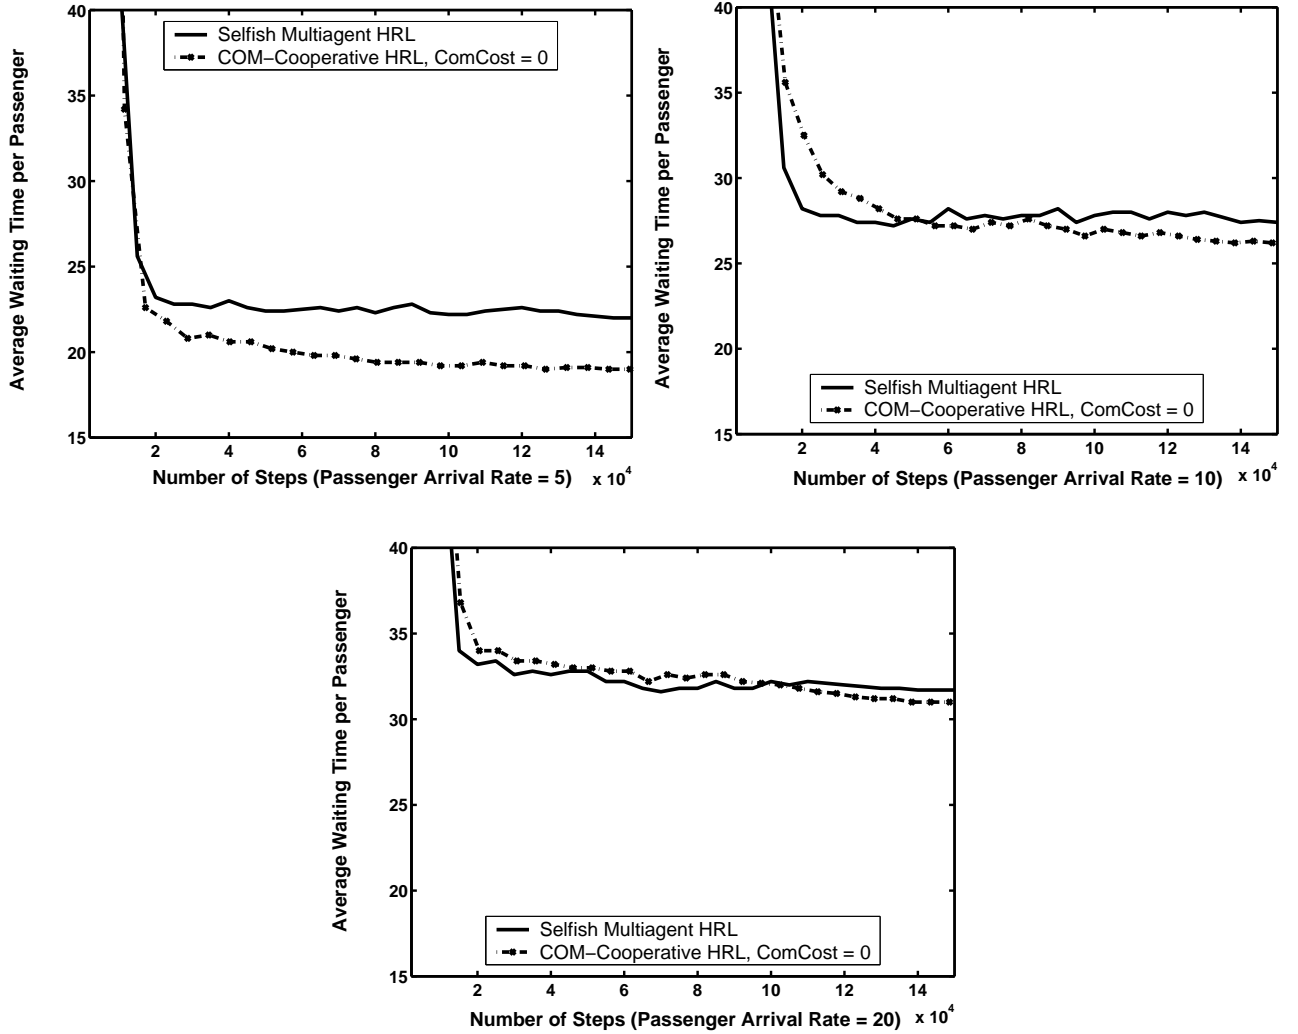 Average Waiting Time per Passenger
40
35
30
25
20
15
Selfish Multiagent HRL
COM−Cooperative HRL, ComCost = 0
2 4 6 8 10 12 14
Number of Steps (Passenger Arrival Rate = 5) x 10^4
Average Waiting Time per Passenger
40
35
30
25
20
15
Selfish Multiagent HRL
COM−Cooperative HRL, ComCost = 0
2 4 6 8 10 12 14
Number of Steps (Passenger Arrival Rate = 10) x 10^4
Average Waiting Time per Passenger
40
35
30
25
20
15
Selfish Multiagent HRL
COM−Cooperative HRL, ComCost = 0
2 4 6 8 10 12 14
Number of Steps (Passenger Arrival Rate = 20) x 10^4